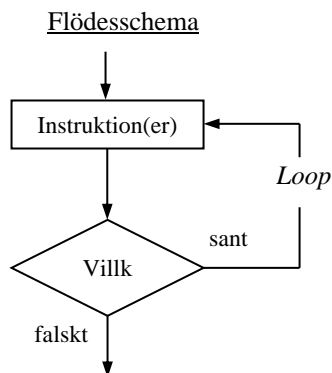 Flödesschema
Instruktion(er)
Loop
sant
Villk
falskt